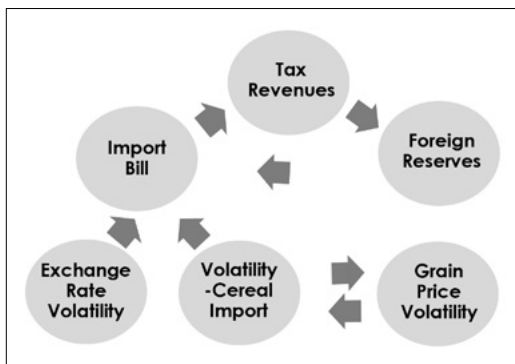 Tax
Revenues
Import
Bill
Foreign
Reserves
Exchange
Rate
Volatility
Volatility
-Cereal
Import
Grain
Price
Volatility